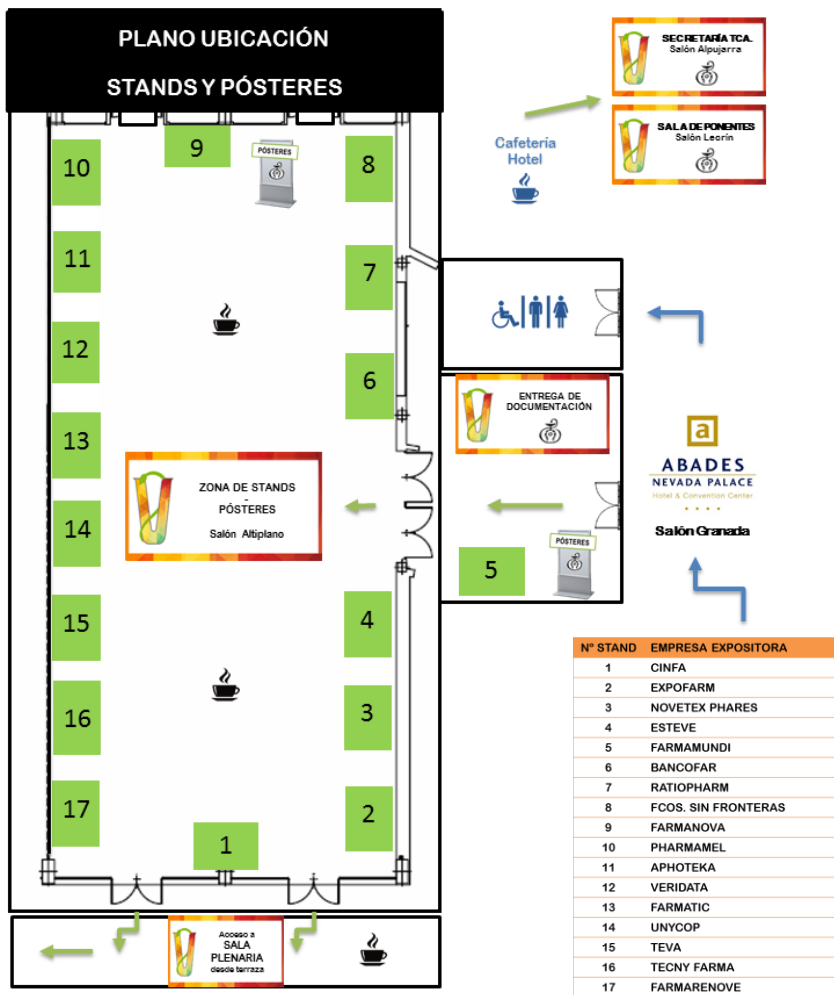 PLANO UBICACIÓN
STANDS Y PÓSTERES
SECRETARÍA TCA.
Salón Alpujarra
SALA DE PONENTES
Salón Lecrín
Cafetería
Hotel
10
9
PÓSTERES
8
11
7
12
6
13
14
15
16
17
ENTREGA DE
DOCUMENTACIÓN
ZONA DE STANDS
-
PÓSTERES
Salón Altiplano
5
PÓSTERES
4
3
2
1
a
ABADES
NEVADA PALACE
Hotel & Convention Center
Salón Granada
Acceso a
SALA
PLENARIA
desde terraza
Nº STAND EMPRESA EXPOSITORA
1 CINFA
2 EXPOFARM
3 NOVETEX PHARES
4 ESTEVE
5 FARMAMUNDI
6 BANCOFAR
7 RATIOPHARM
8 FCOS. SIN FRONTERAS
9 FARMANOVA
10 PHARMAMEL
11 APHOTEKA
12 VERIDATA
13 FARMATIC
14 UNYCOP
15 TEVA
16 TECNY FARMA
17 FARMARENOVE